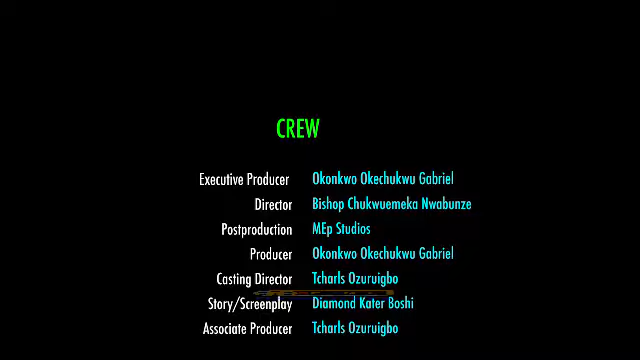 CREW
Executive Producer Okonkwo Okechukwu Gabriel
Director Bishop Chukwuemeka Nwabunze
Postproduction MEp Studios
Producer Okonkwo Okechukwu Gabriel
Casting Director Tcharls Ozuruigbo
Story/Screenplay Diamond Kater Boshi
Associate Producer Tcharls Ozuruigbo